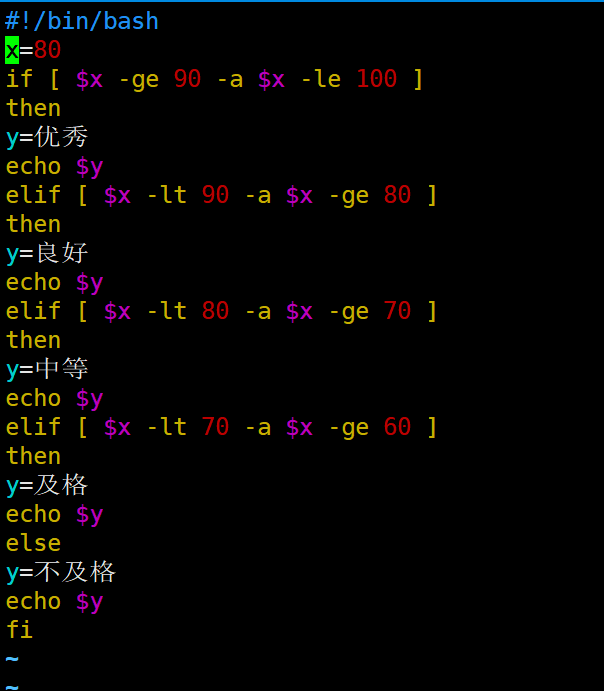 #!/bin/bash
x=80
if [ $x -ge 90 -a $x -le 100 ]
then
y=优秀
echo $y
elif [ $x -lt 90 -a $x -ge 80 ]
then
y=良好
echo $y
elif [ $x -lt 80 -a $x -ge 70 ]
then
y=中等
echo $y
elif [ $x -lt 70 -a $x -ge 60 ]
then
y=及格
echo $y
else
y=不及格
echo $y
fi
~
~